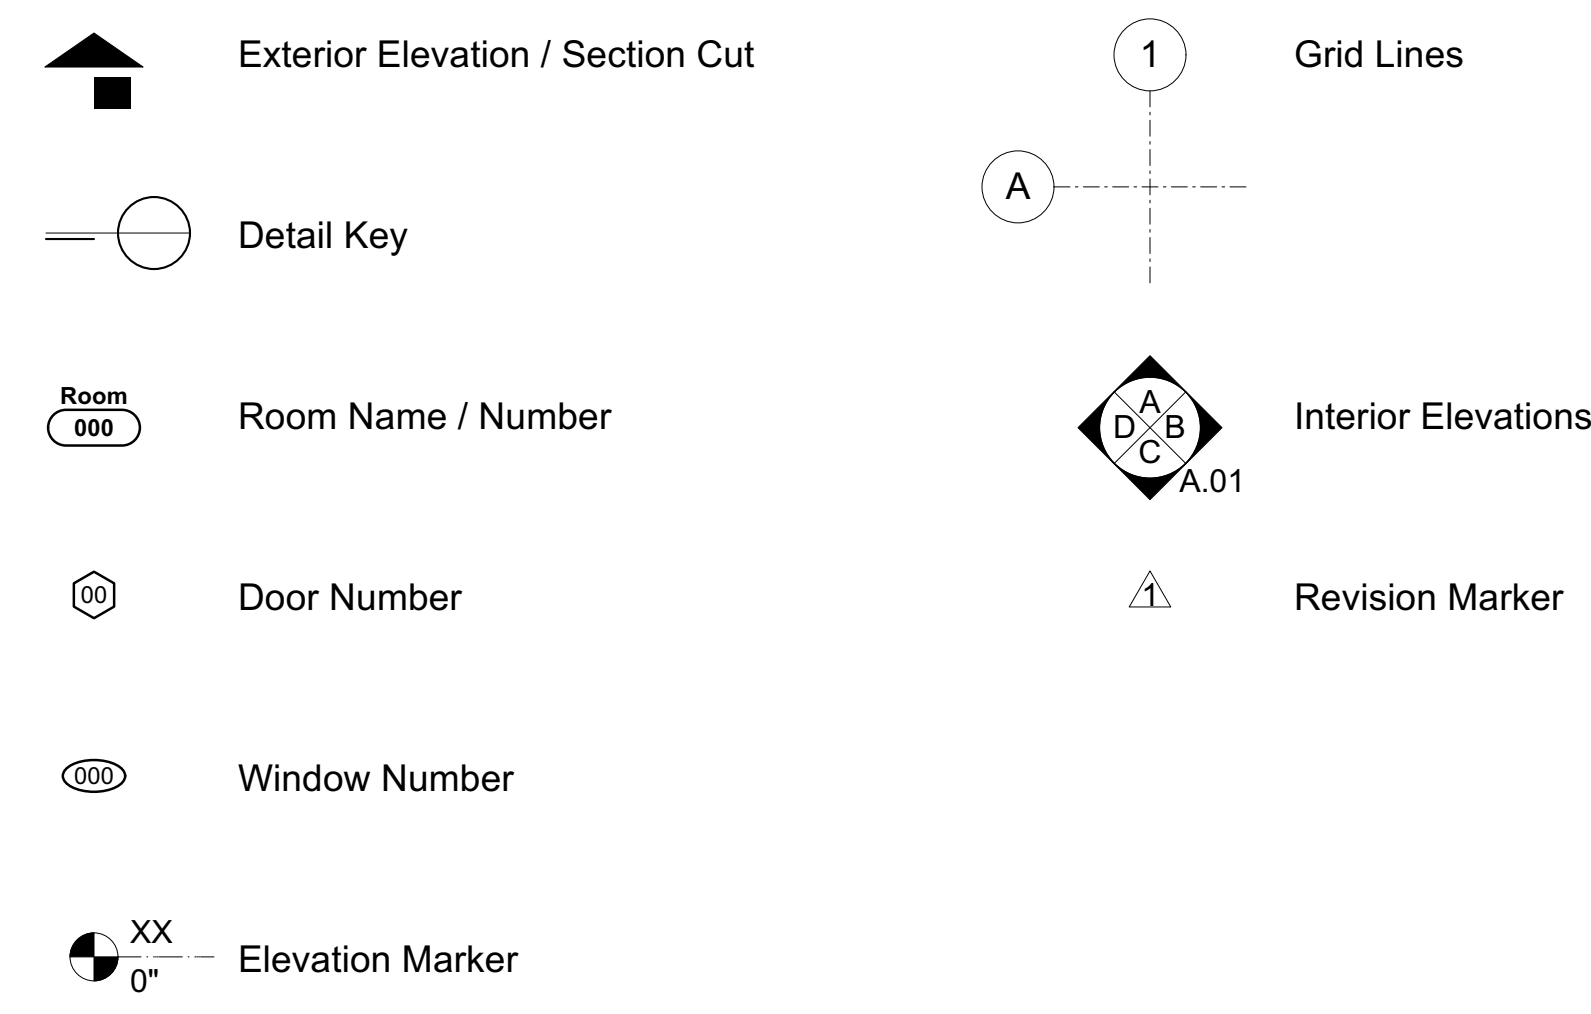 Exterior Elevation / Section Cut
Detail Key
Room
000
Room Name / Number
00
Door Number
000
Window Number
XX
0"
Elevation Marker
1
Grid Lines
A
A
D B
C
A.01
Interior Elevations
1
Revision Marker